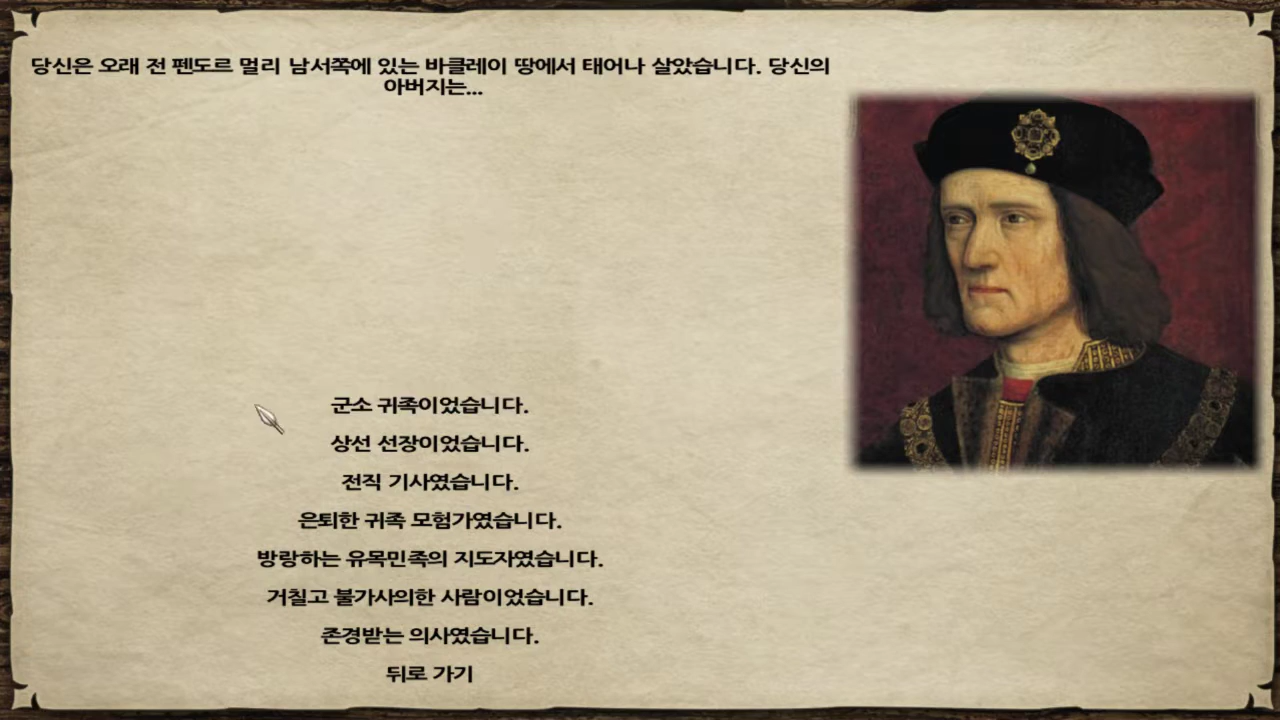 당신은 오래 전 펜도르 멀리 남서쪽에 있는 바클레이 땅에서 태어나 살았습니다. 당신의
아버지는...
군소 귀족이었습니다.
상선 선장이었습니다.
전직 기사였습니다.
은퇴한 귀족 모험가였습니다.
방랑하는 유목민족의 지도자였습니다.
거칠고 불가사의한 사람이었습니다.
존경받는 의사였습니다.
뒤로 가기